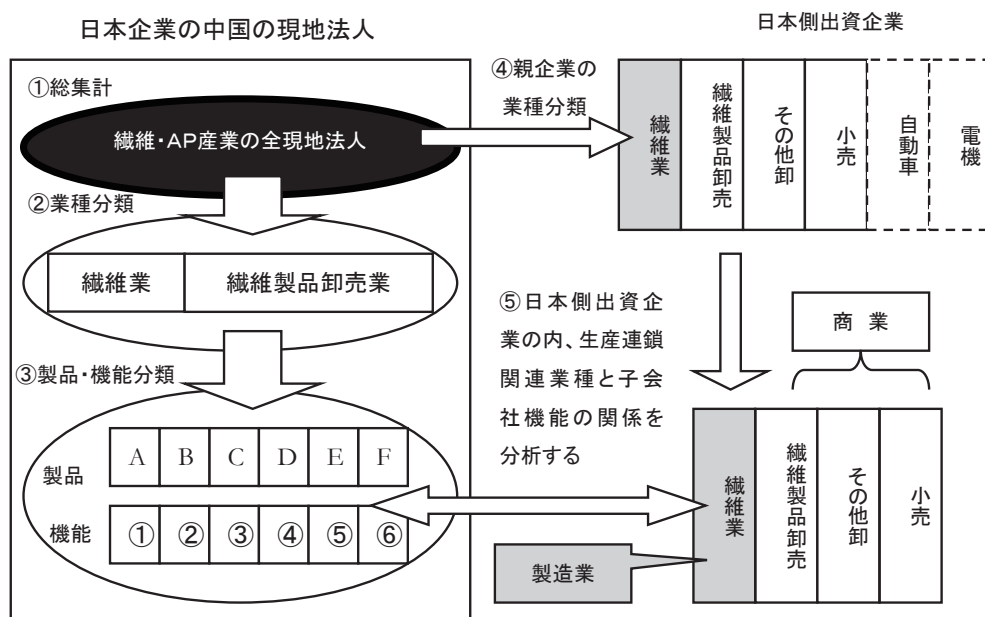 日本企業の中国の現地法人
①総集計
繊維・AP産業の全現地法人
②業種分類
繊維業
繊維製品卸売業
③製品・機能分類
製品
A B C D E F
機能
① ② ③ ④ ⑤ ⑥
日本側出資企業
④親企業の
業種分類
繊維業
繊維製品卸売
その他卸
小売
自動車
電機
⑤日本側出資企
業の内、生産連鎖
関連業種と子会
社機能の関係を
分析する
商 業
繊維業
繊維製品卸売
その他卸
小売
製造業